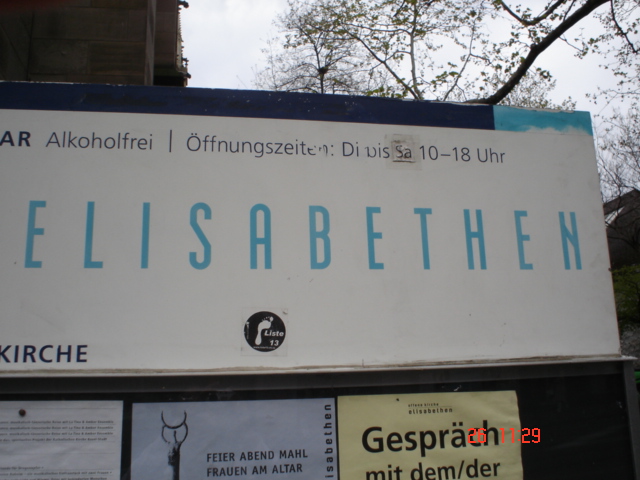 AR Alkoholfrei | Öffnungszeiten: Di bis Sa 10–18 Uhr
ELISABETHEN
Liste
13
KIRCHE
offene kirche
elisabethen
isabethen
FEIER ABEND MAHL
FRAUEN AM ALTAR
Gespräch
mit dem/der
26 11:29